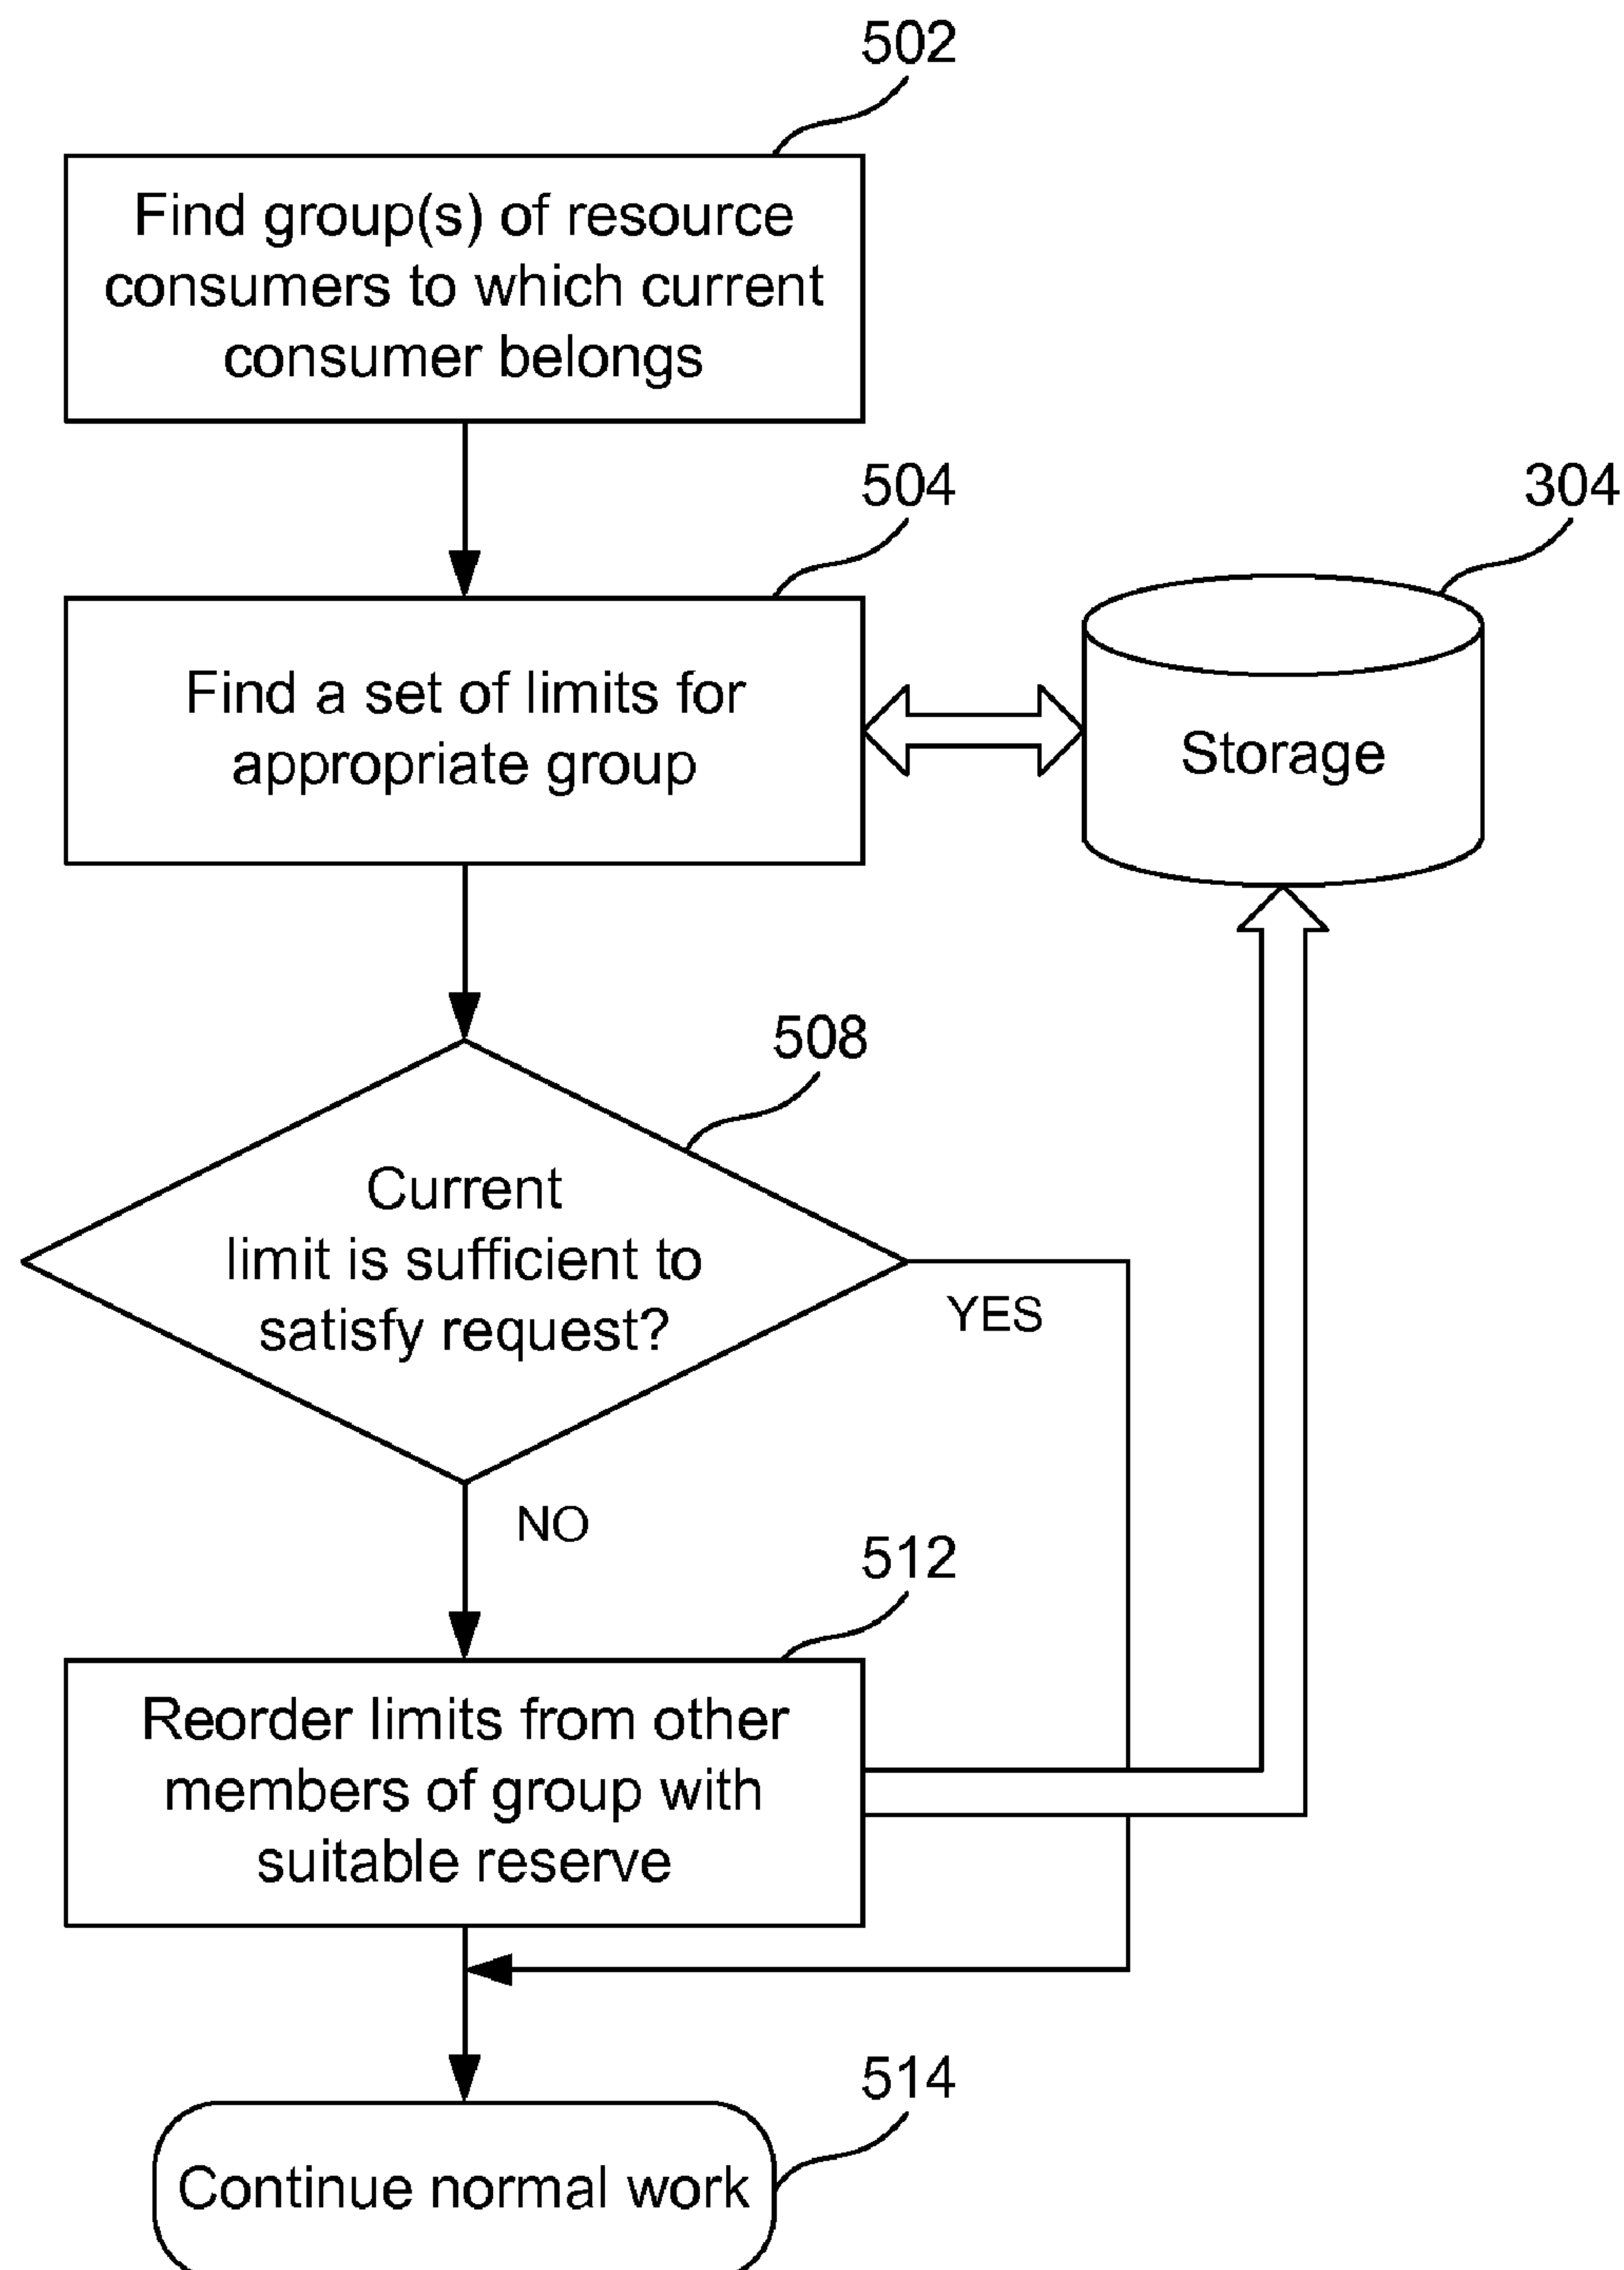 502
Find group(s) of resource
consumers to which current
consumer belongs
504
304
Find a set of limits for
appropriate group
Storage
508
Current
limit is sufficient to
satisfy request?
YES
NO
512
Reorder limits from other
members of group with
suitable reserve
514
Continue normal work